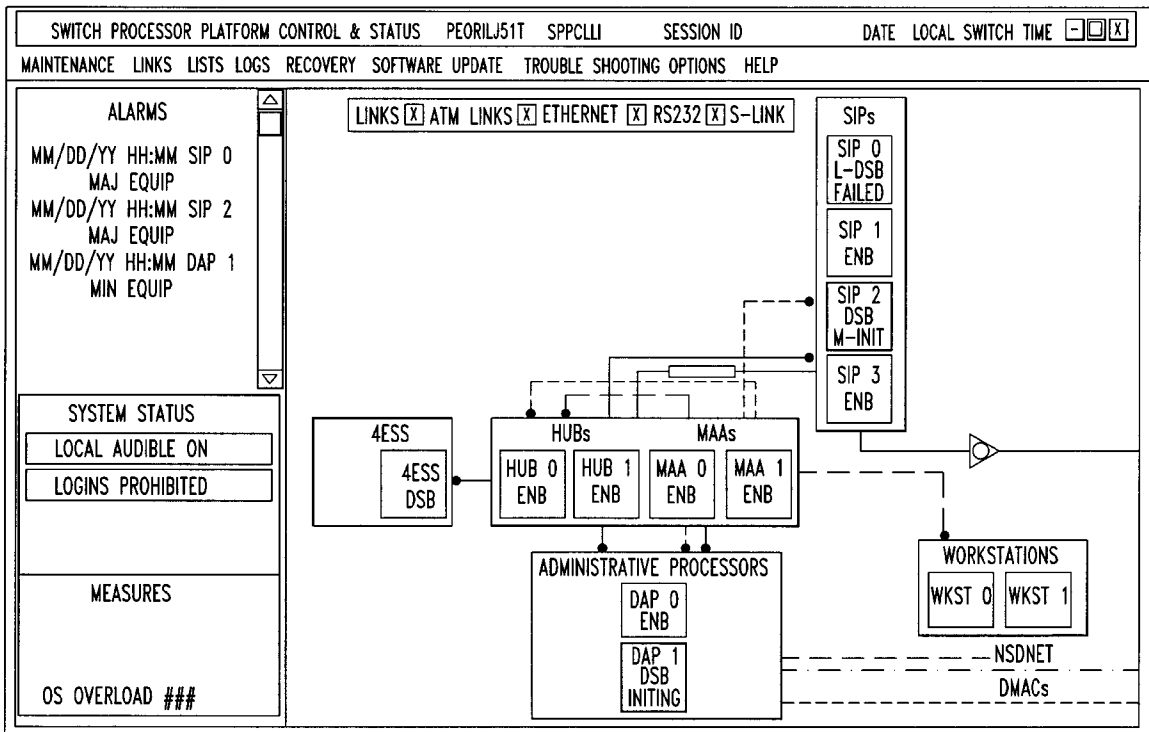 SWITCH PROCESSOR PLATFORM CONTROL & STATUS PEORILJ51T SPPCLLI SESSION ID DATE LOCAL SWITCH TIME - X
MAINTENANCE LINKS LISTS LOGS RECOVERY SOFTWARE UPDATE TROUBLE SHOOTING OPTIONS HELP
ALARMS
MM/DD/YY HH:MM SIP 0
MAJ EQUIP
MM/DD/YY HH:MM SIP 2
MAJ EQUIP
MM/DD/YY HH:MM DAP 1
MIN EQUIP
SYSTEM STATUS
LOCAL AUDIBLE ON
LOGINS PROHIBITED
MEASURES
OS OVERLOAD ###
LINKS X ATM LINKS X ETHERNET X RS232 X S-LINK
SIPs
SIP 0
L-DSB
FAILED
SIP 1
ENB
SIP 2
DSB
M-INIT
SIP 3
ENB
4ESS
4ESS
DSB
HUBs MAAs
HUB 0
ENB
HUB 1
ENB
MAA 0
ENB
MAA 1
ENB
ADMINISTRATIVE PROCESSORS
DAP 0
ENB
DAP 1
DSB
INITING
WORKSTATIONS
WKST 0
WKST 1
NSDNET
DMACs